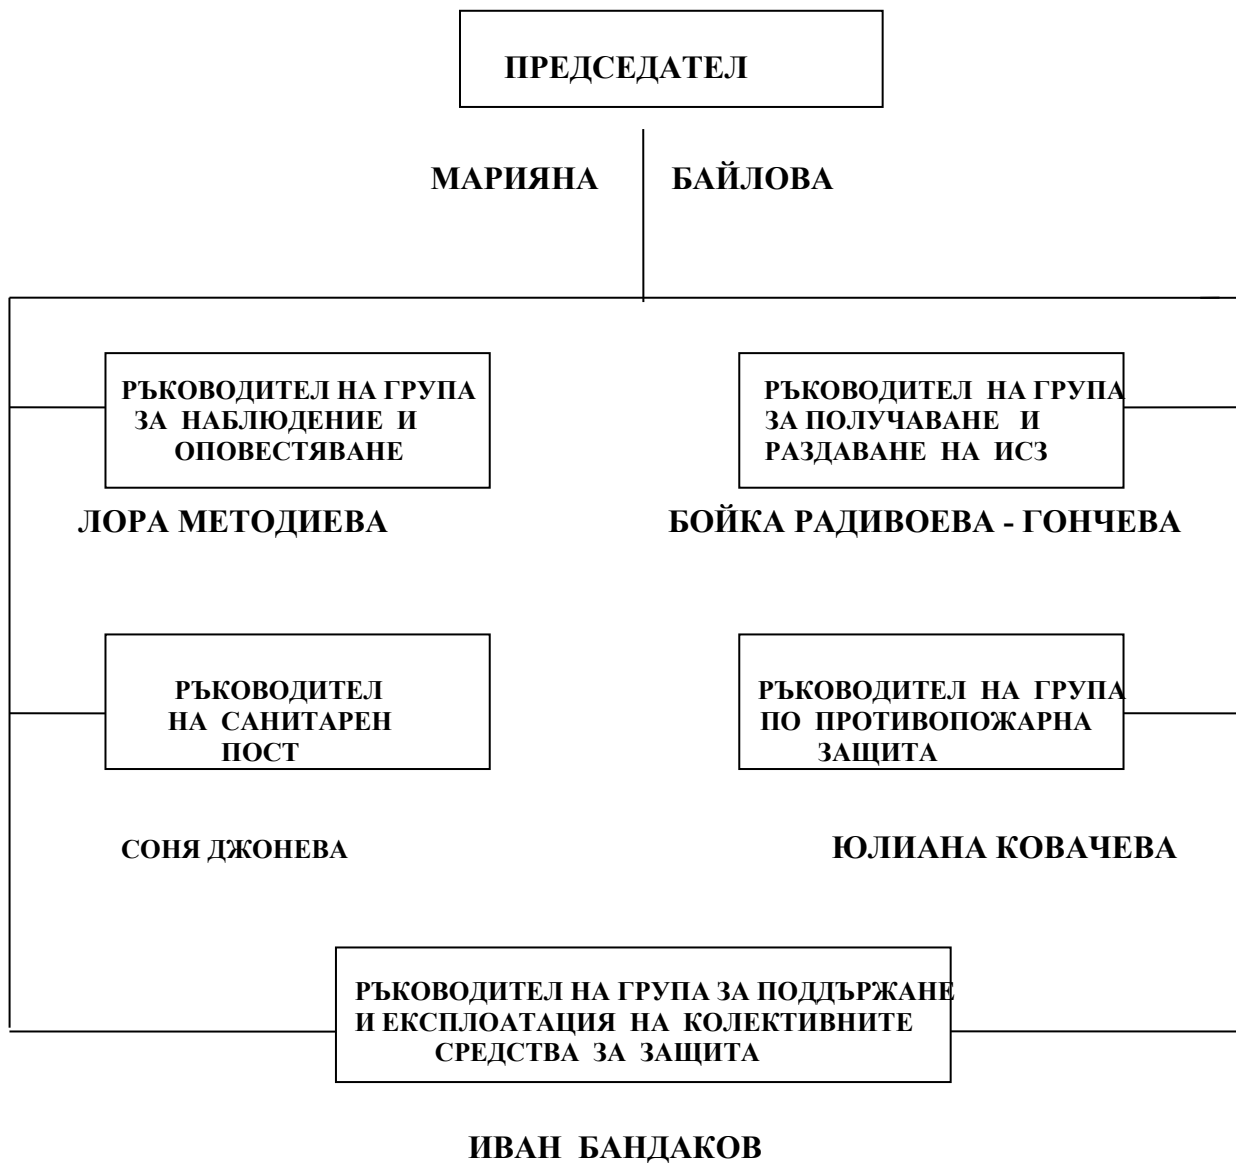 ПРЕДСЕДАТЕЛ
МАРИЯНА БАЙЛОВА
РЪКОВОДИТЕЛ НА ГРУПА
ЗА НАБЛЮДЕНИЕ И
ОПОВЕСТЯВАНЕ
ЛОРА МЕТОДИЕВА
РЪКОВОДИТЕЛ НА ГРУПА
ЗА ПОЛУЧАВАНЕ И
РАЗДАВАНЕ НА ИСЗ
БОЙКА РАДИВОЕВА - ГОНЧЕВА
РЪКОВОДИТЕЛ
НА САНИТАРЕН
ПОСТ
СОНЯ ДЖОНЕВА
РЪКОВОДИТЕЛ НА ГРУПА
ПО ПРОТИВОПОЖАРНА
ЗАЩИТА
ЮЛИАНА КОВАЧЕВА
РЪКОВОДИТЕЛ НА ГРУПА ЗА ПОДДЪРЖАНЕ
И ЕКСПЛОАТАЦИЯ НА КОЛЕКТИВНИТЕ
СРЕДСТВА ЗА ЗАЩИТА
ИВАН БАНДАКОВ